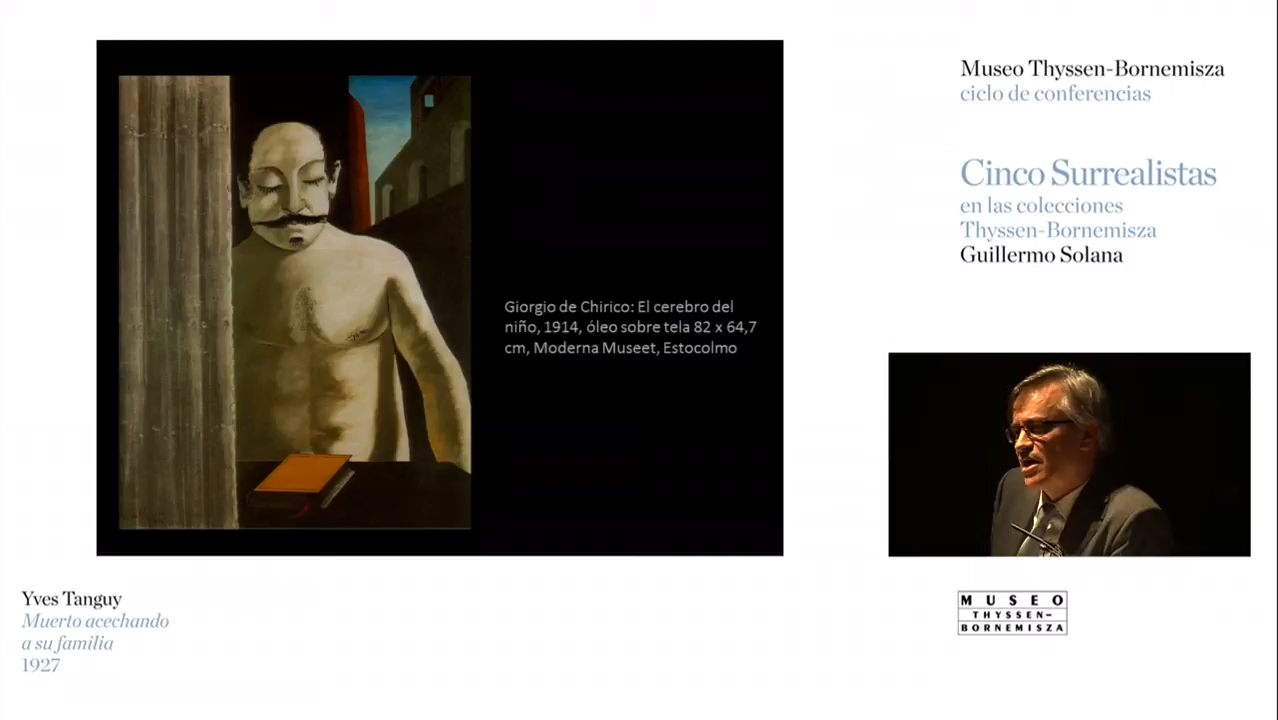 Museo Thyssen-Bornemisza
ciclo de conferencias
Cinco Surrealistas
en las colecciones
Thyssen-Bornemisza
Guillermo Solana
Giorgio de Chirico: El cerebro del
niño, 1914, óleo sobre tela 82 x 64,7
cm, Moderna Museet, Estocolmo
Yves Tanguy
Muerto acechando
a su familia
1927
MUSEO
THYSSEN-
BORNEMISZA